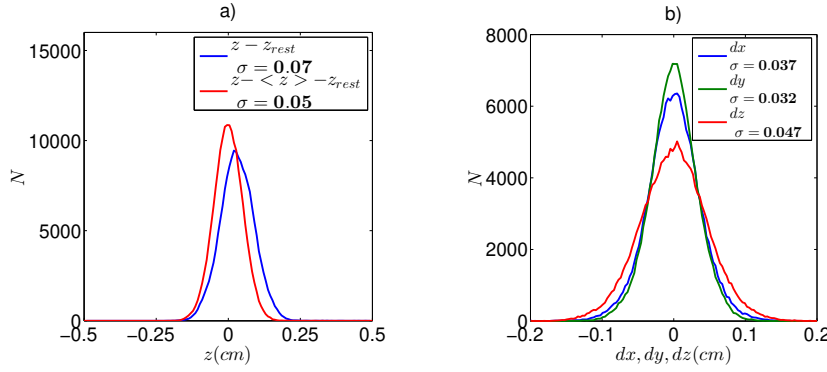 a)
15000
10000
5000
0
N
−0.5
−0.25
0
0.25
0.5
z(cm)
z − z_rest
σ = 0.07
z− < z > −z_rest
σ = 0.05
b)
8000
6000
4000
2000
0
N
−0.2
−0.1
0
0.1
0.2
dx, dy, dz(cm)
dx
σ = 0.037
dy
σ = 0.032
dz
σ = 0.047